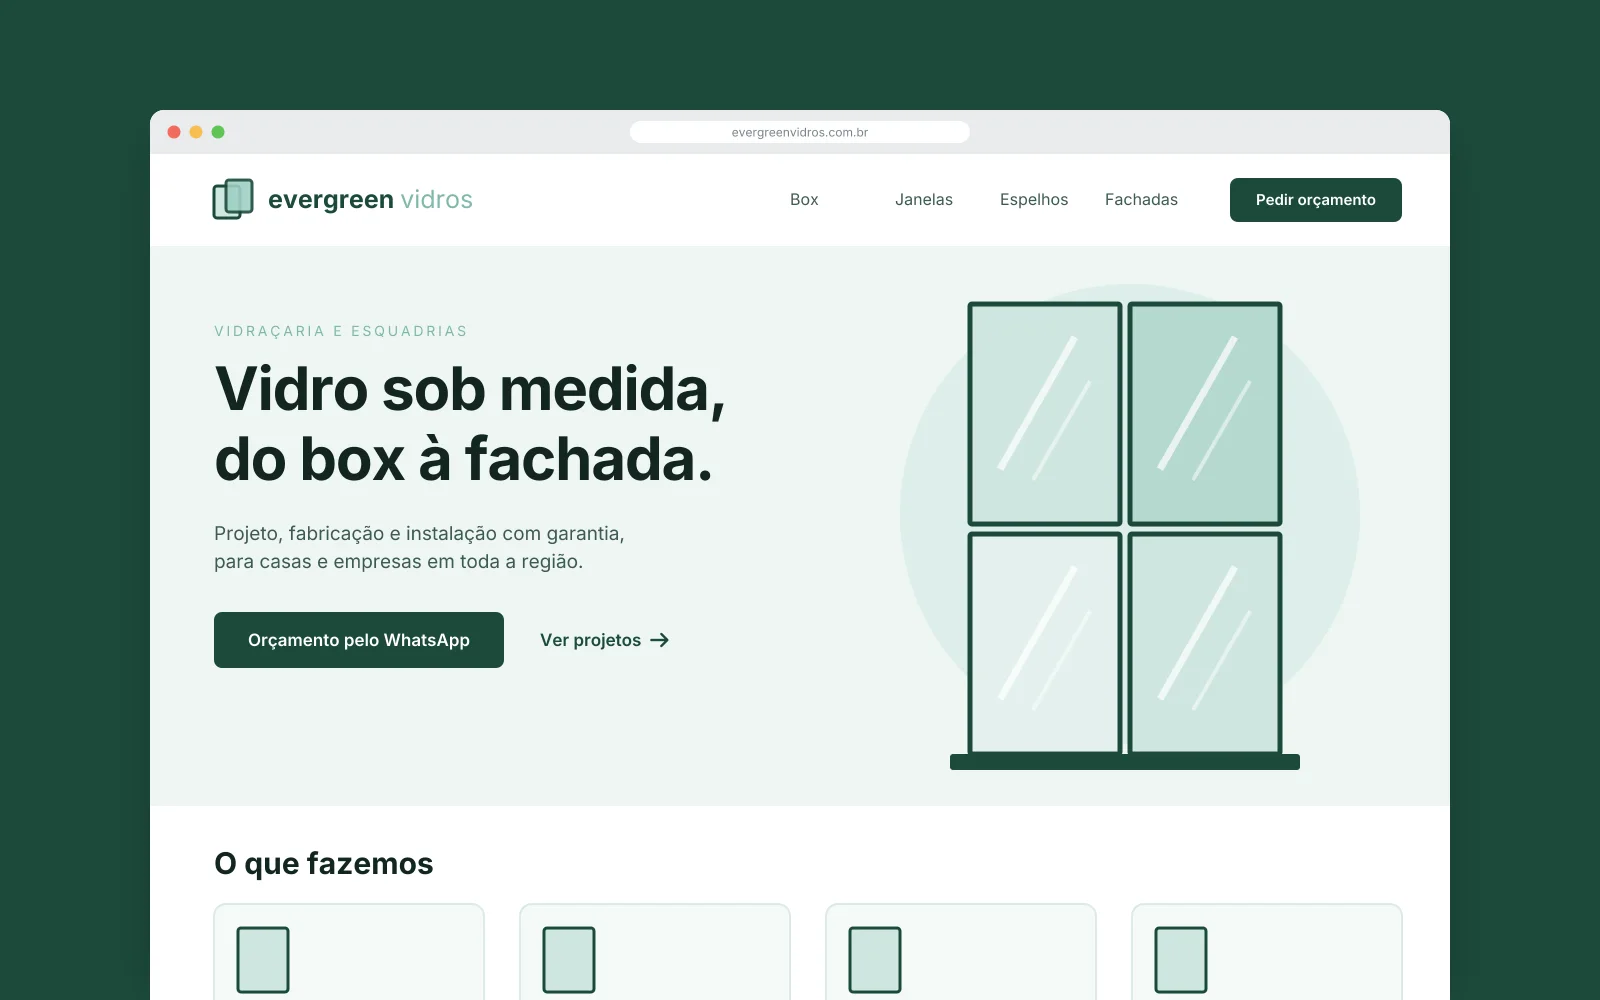 evergreenvidros.com.br
evergreen vidros
Box
Janelas
Espelhos
Fachadas
Pedir orçamento
VIDRAÇARIA E ESQUADRIAS
Vidro sob medida,
do box à fachada.
Projeto, fabricação e instalação com garantia,
para casas e empresas em toda a região.
Orçamento pelo WhatsApp
Ver projetos →
O que fazemos